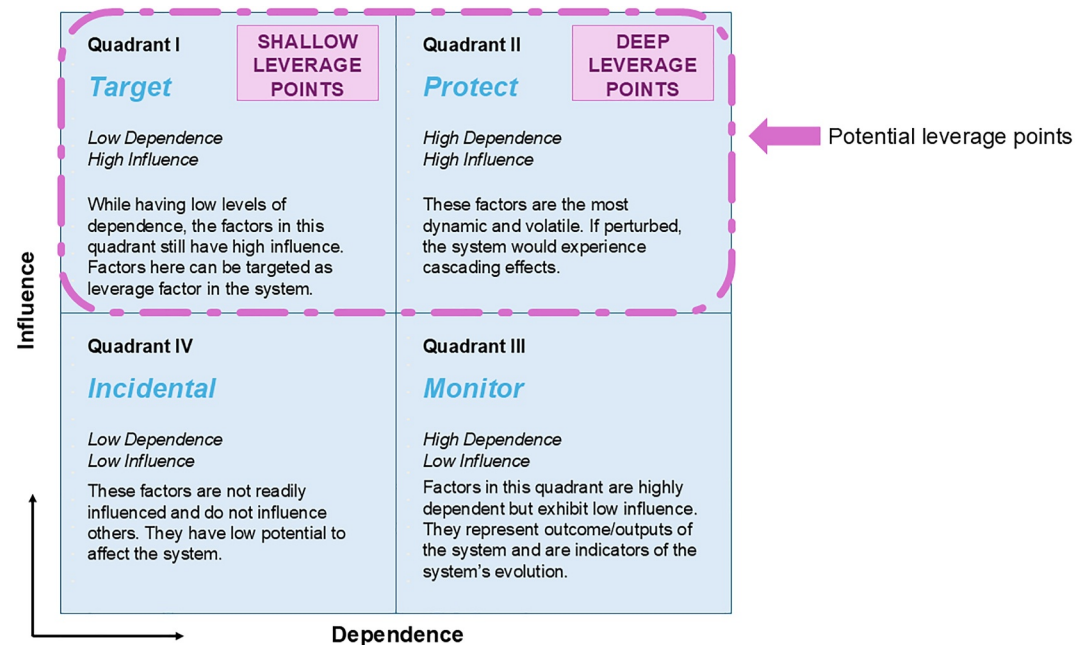 Quadrant I
SHALLOW
LEVERAGE
POINTS
Target
Low Dependence
High Influence
While having low levels of
dependence, the factors in this
quadrant still have high influence.
Factors here can be targeted as
leverage factor in the system.
Quadrant II
DEEP
LEVERAGE
POINTS
Protect
High Dependence
High Influence
These factors are the most
dynamic and volatile. If perturbed,
the system would experience
cascading effects.
Potential leverage points
Influence
Quadrant IV
Incidental
Low Dependence
Low Influence
These factors are not readily
influenced and do not influence
others. They have low potential to
affect the system.
Quadrant III
Monitor
High Dependence
Low Influence
Factors in this quadrant are highly
dependent but exhibit low influence.
They represent outcome/outputs of
the system and are indicators of the
system's evolution.
Dependence